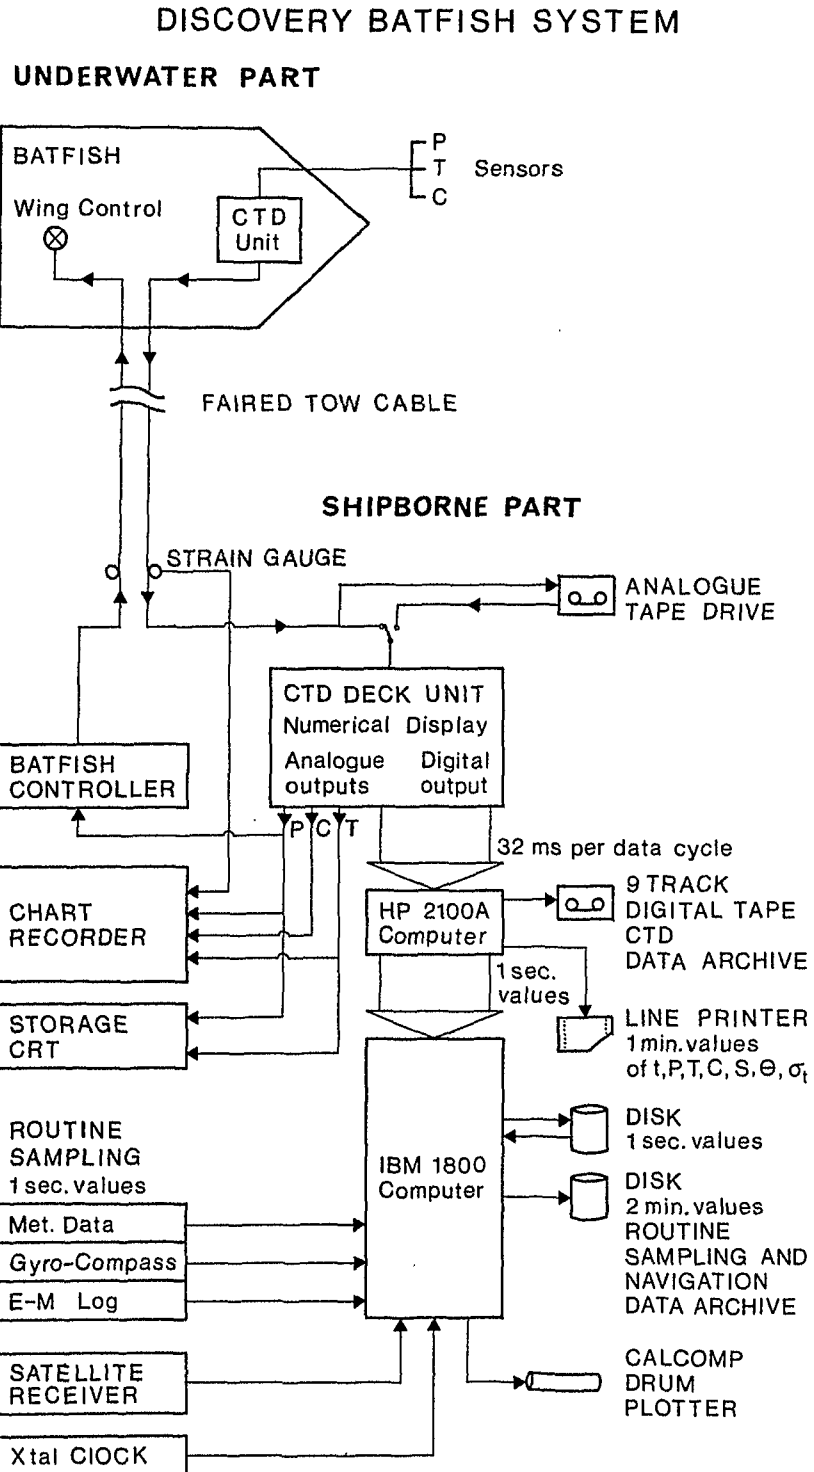 DISCOVERY BATFISH SYSTEM
UNDERWATER PART
BATFISH
P
T Sensors
C
Wing Control
CTD
Unit
FAIRED TOW CABLE
SHIPBORNE PART
STRAIN GAUGE
ANALOGUE
TAPE DRIVE
CTD DECK UNIT
Numerical Display
Analogue Digital
outputs output
BATFISH
CONTROLLER
P C T
32 ms per data cycle
CHART
RECORDER
HP 2100A
Computer
9 TRACK
DIGITAL TAPE
CTD
DATA ARCHIVE
1 sec.
values
STORAGE
CRT
LINE PRINTER
1 min. values
of t,P,T,C,S,Θ,σt
ROUTINE
SAMPLING
1 sec. values
IBM 1800
Computer
DISK
1 sec. values
DISK
2 min. values
ROUTINE
SAMPLING AND
NAVIGATION
DATA ARCHIVE
Met. Data
Gyro-Compass
E-M Log
SATELLITE
RECEIVER
CALCOMP
DRUM
PLOTTER
Xtal ClOCK